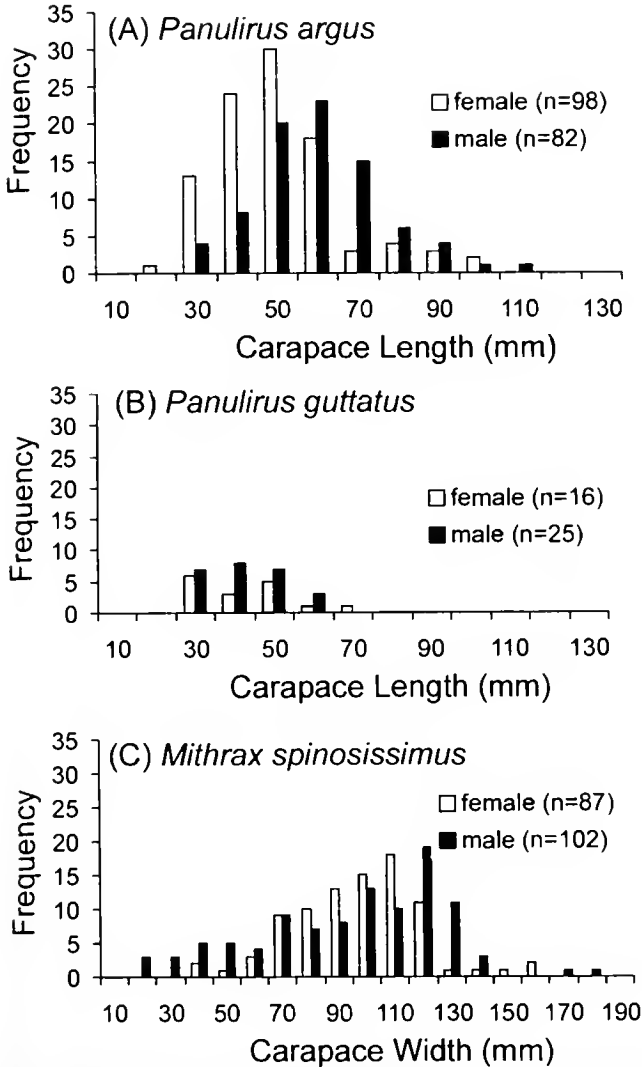 (A) Panulirus argus
Frequency
35
30
25
20
15
10
5
0
female (n=98)
male (n=82)
10 30 50 70 90 110 130
Carapace Length (mm)
(B) Panulirus guttatus
Frequency
35
30
25
20
15
10
5
0
female (n=16)
male (n=25)
10 30 50 70 90 110 130
Carapace Length (mm)
(C) Mithrax spinosissimus
Frequency
35
30
25
20
15
10
5
0
female (n=87)
male (n=102)
10 30 50 70 90 110 130 150 170 190
Carapace Width (mm)